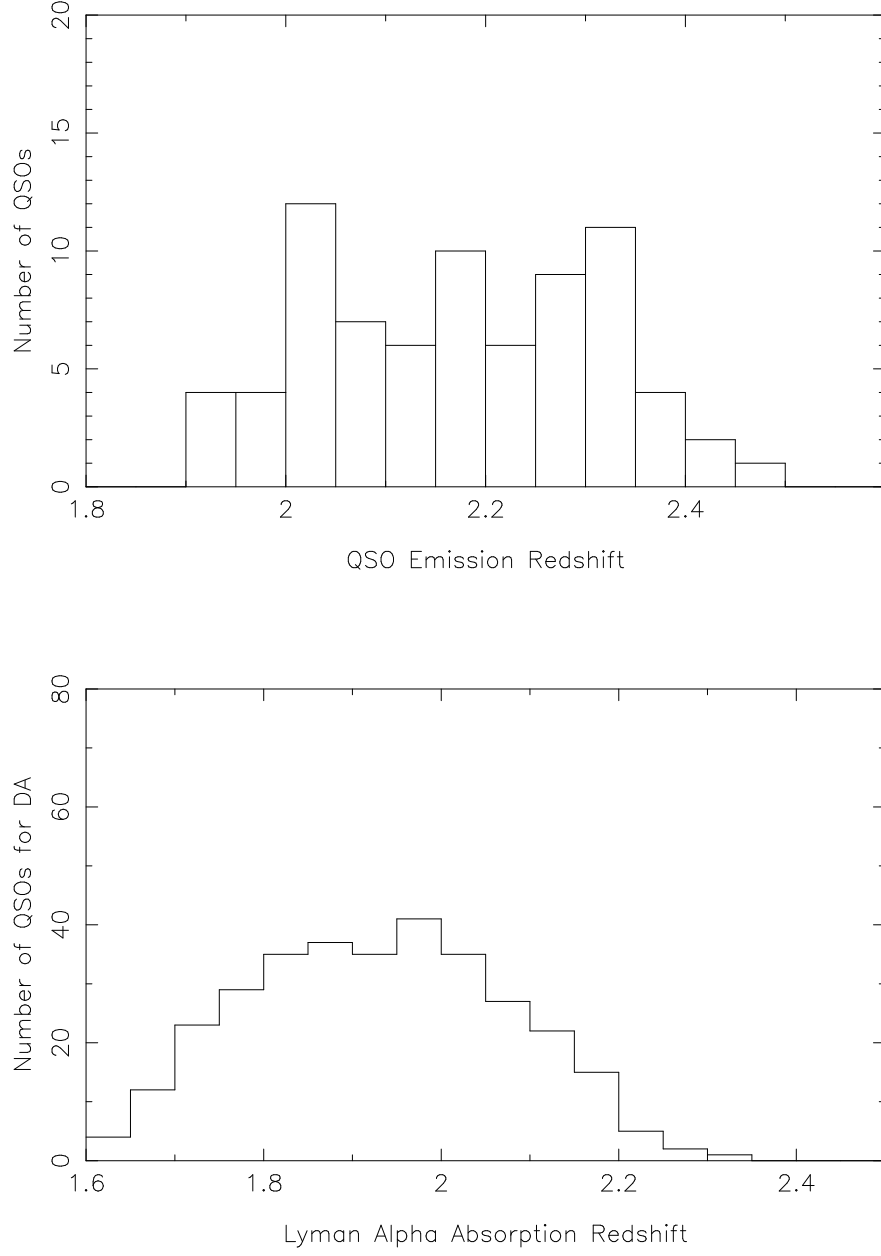 20
15
10
5
0
Number of QSOs
1.8 2 2.2 2.4
QSO Emission Redshift
80
60
40
20
0
Number of QSOs for DA
1.6 1.8 2 2.2 2.4
Lyman Alpha Absorption Redshift